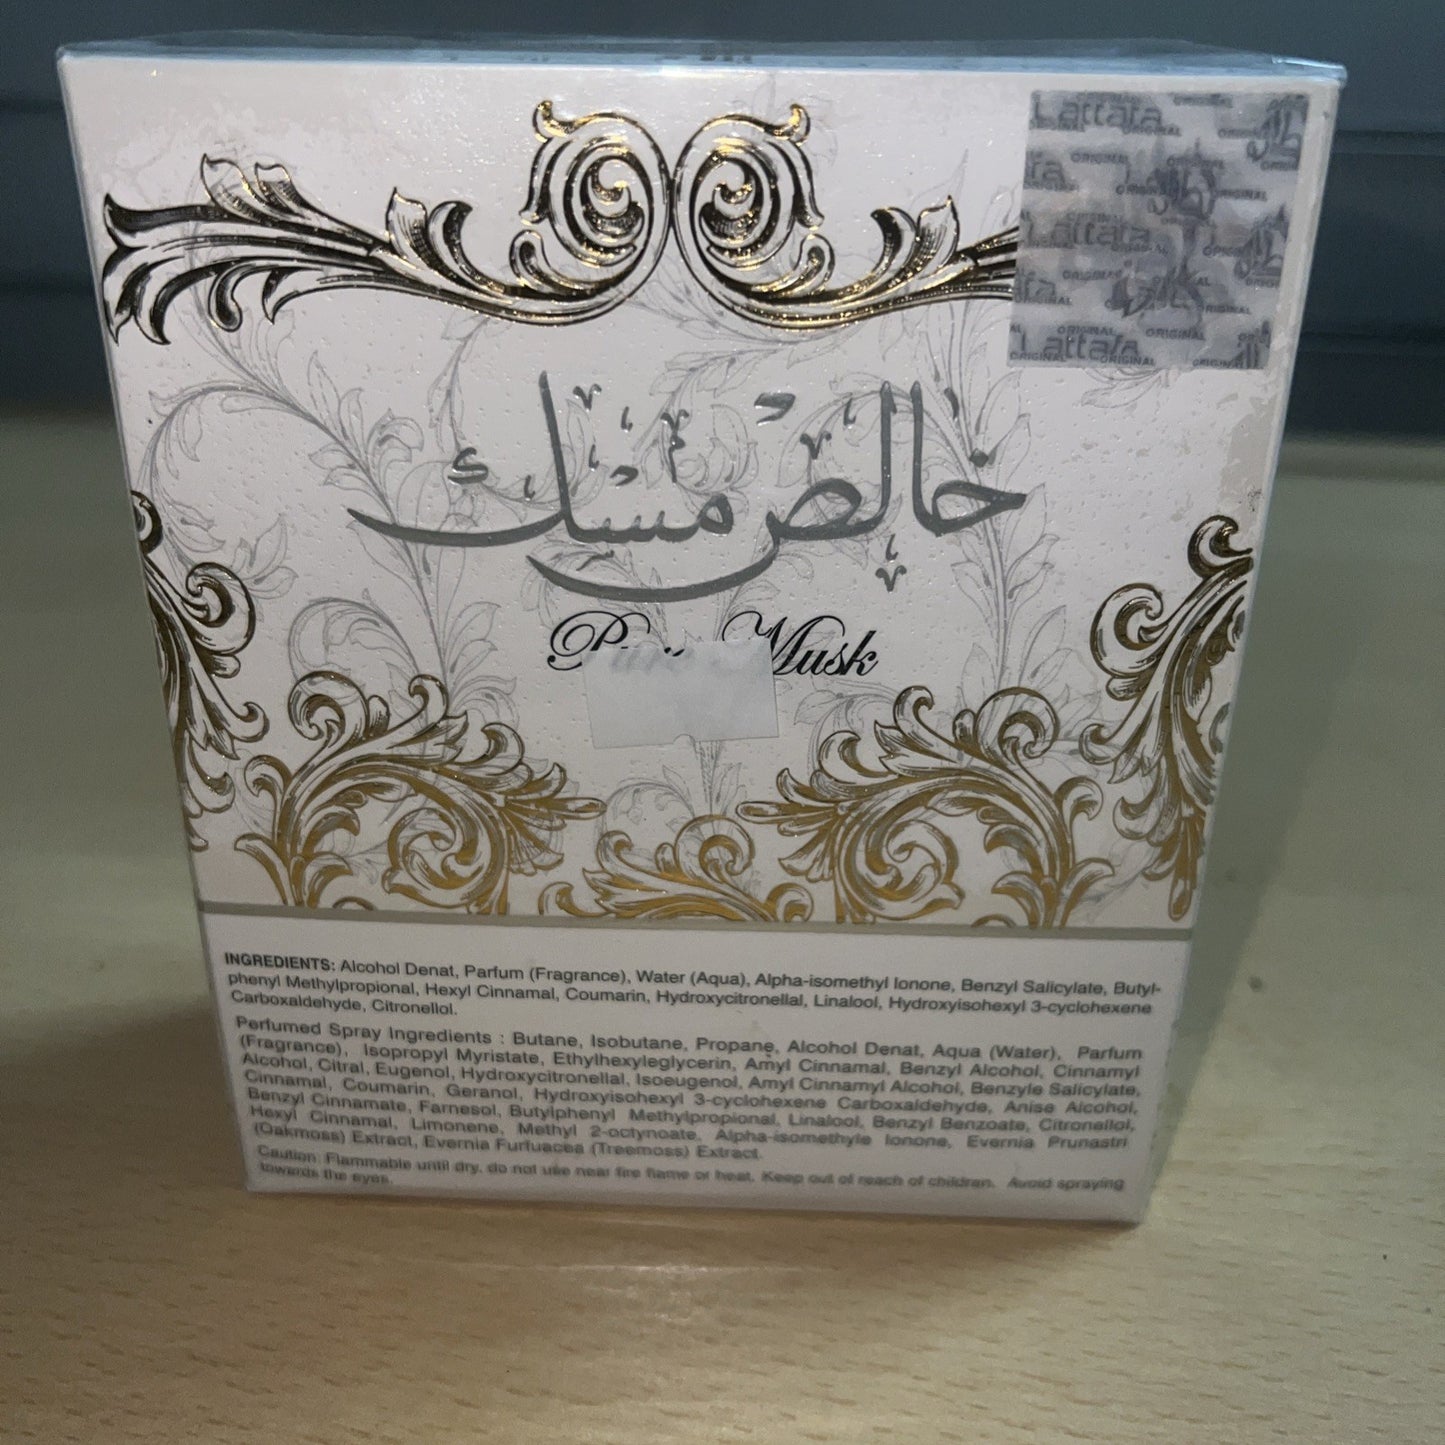 Lattafa
ORIGINAL
خالص مسك
Pure Musk
INGREDIENTS: Alcohol Denat, Parfum (Fragrance), Water (Aqua), Alpha-isomethyl Ionone, Benzyl Salicylate, Butyl-
phenyl Methylpropional, Hexyl Cinnamal, Coumarin, Hydroxycitronellal, Linalool, Hydroxyisohexyl 3-cyclohexene
Carboxaldehyde, Citronellol.
Perfumed Spray Ingredients : Butane, Isobutane, Propane, Alcohol Denat, Aqua (Water), Parfum
(Fragrance), Isopropyl Myristate, Ethylhexyleglycerin, Amyl Cinnamal, Benzyl Alcohol, Cinnamyl
Alcohol, Citral, Eugenol, Hydroxycitronellal, Isoeugenol, Amyl Cinnamyl Alcohol, Benzyle Salicylate,
Cinnamal, Coumarin, Geranol, Hydroxyisohexyl 3-cyclohexene Carboxaldehyde, Anise Alcohol,
Benzyl Cinnamate, Farnesol, Butylphenyl Methylpropional, Linalool, Benzyl Benzoate, Citronellol,
Hexyl Cinnamal, Limonene, Methyl 2-octynoate, Alpha-isomethyle Ionone, Evernia Prunastri
(Oakmoss) Extract, Evernia Furfuacea (Treemoss) Extract.
Caution: Flammable until dry, do not use near fire flame or heat. Keep out of reach of children. Avoid spraying
towards the eyes.